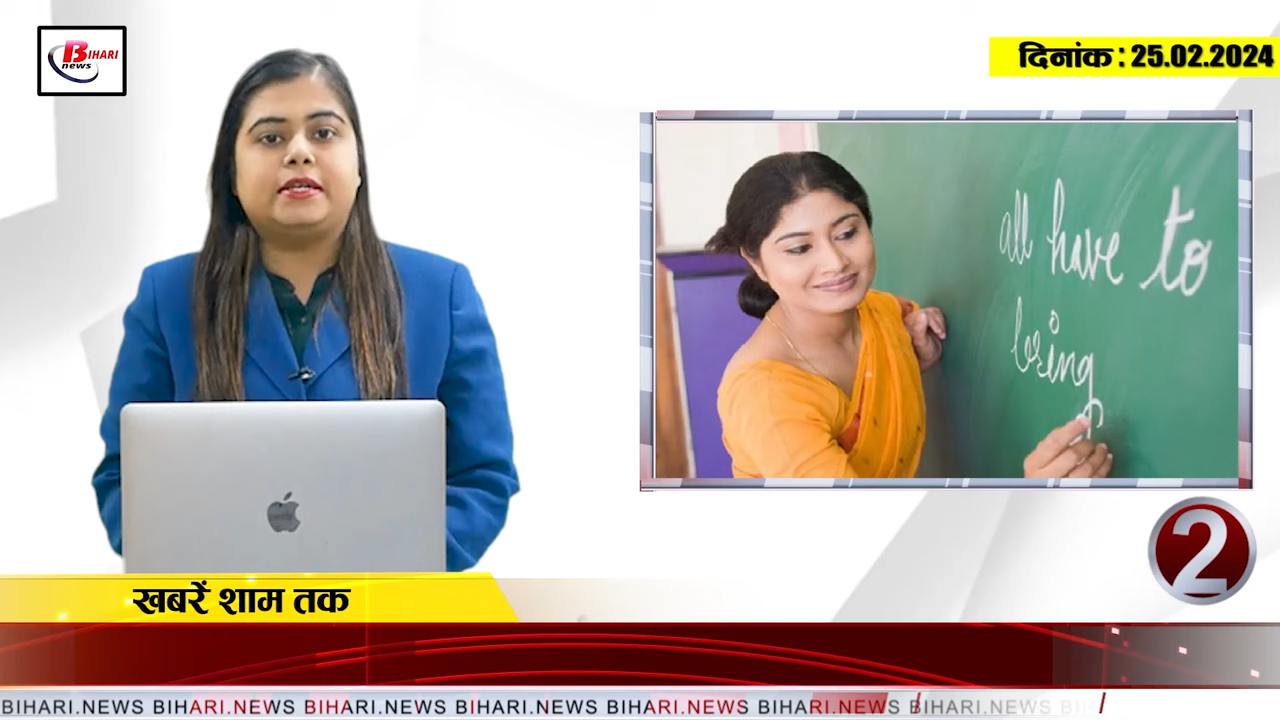 BIHARI
news
दिनांक : 25.02.2024
all have to
bring
2
खबरें शाम तक
BIHARI.NEWS BIHARI.NEWS BIHARI.NEWS BIHARI.NEWS BIHARI.NEWS BIHARI.NEWS BIHARI.NEWS BIH